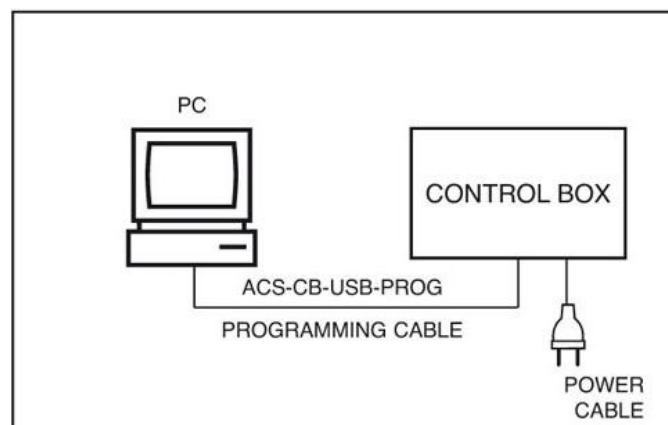 PC
CONTROL BOX
ACS-CB-USB-PROG
PROGRAMMING CABLE
POWER
CABLE